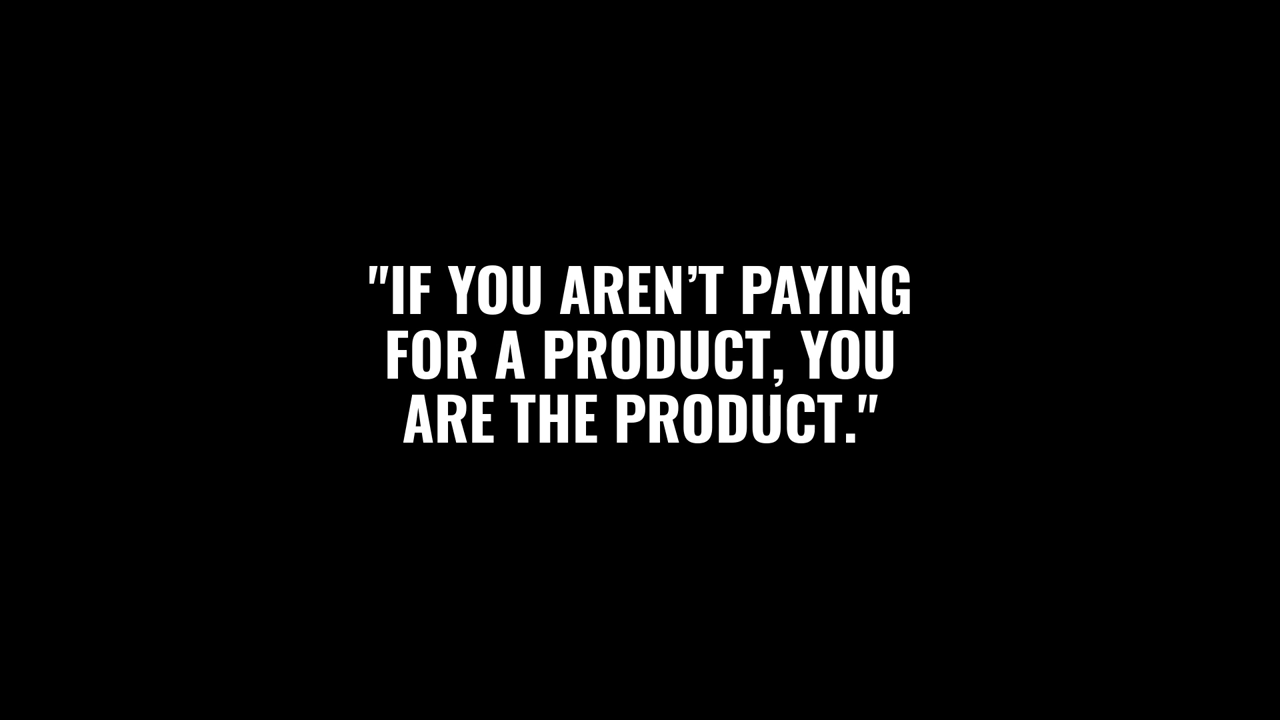 "IF YOU AREN’T PAYING
FOR A PRODUCT, YOU
ARE THE PRODUCT."